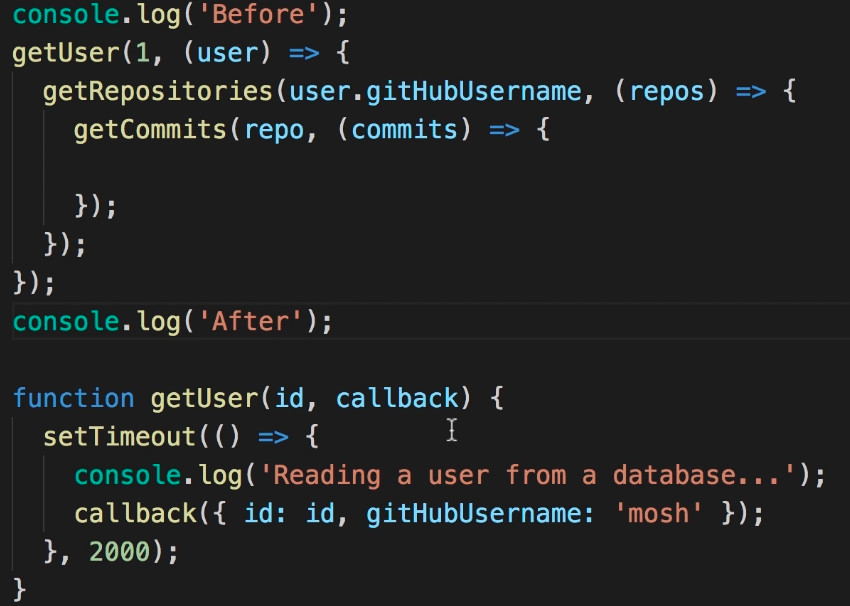 console.log('Before');
getUser(1, (user) => {
  getRepositories(user.gitHubUsername, (repos) => {
    getCommits(repo, (commits) => {

    });
  });
});
console.log('After');

function getUser(id, callback) {
  setTimeout(() => {
    console.log('Reading a user from a database...');
    callback({ id: id, gitHubUsername: 'mosh' });
  }, 2000);
}